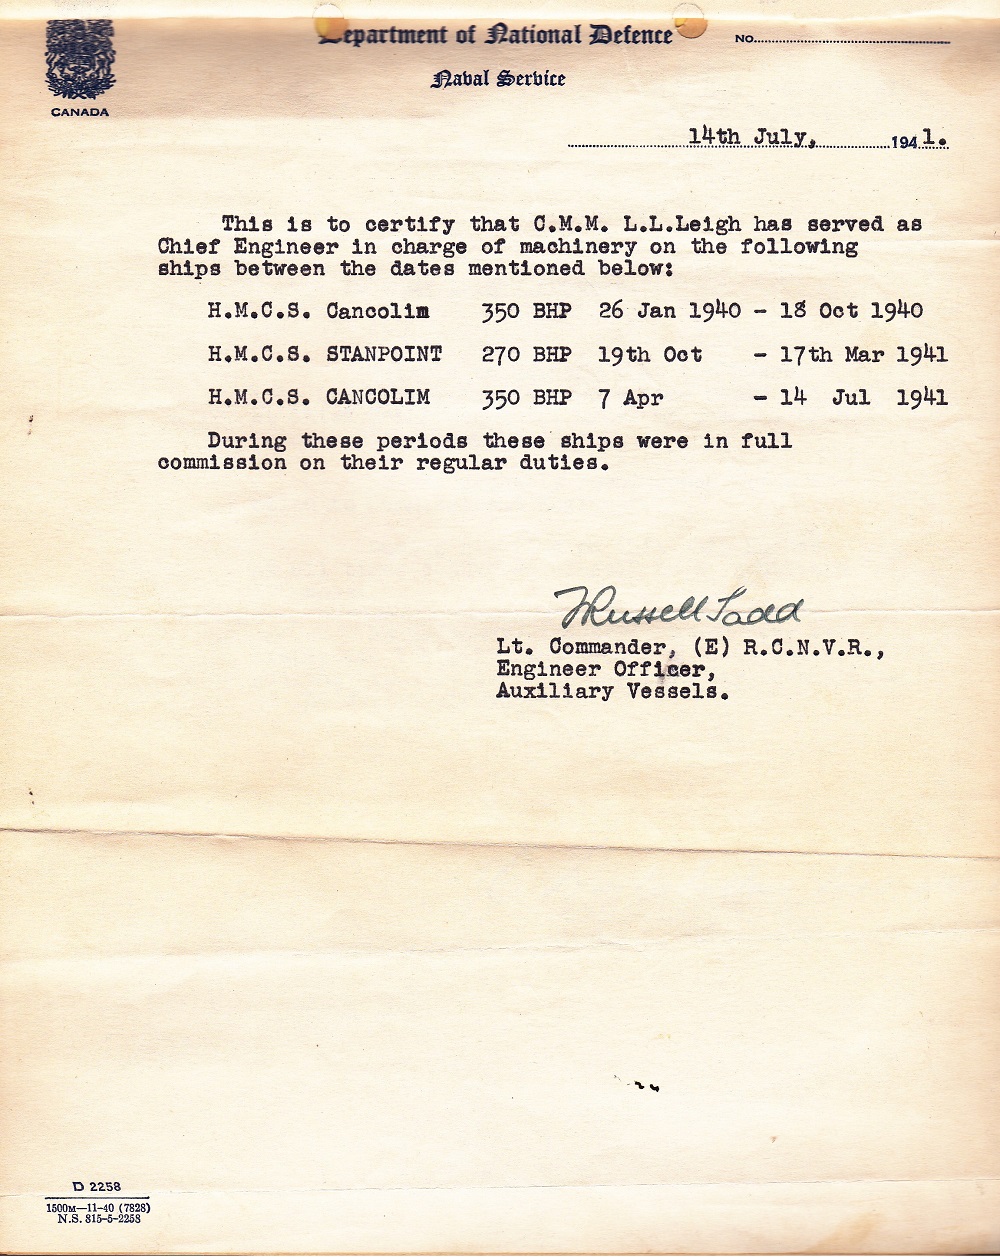 Department of National Defence
NO.
Naval Service
CANADA
14th July, 1941.
This is to certify that C.M.M. L.L.Leigh has served as
Chief Engineer in charge of machinery on the following
ships between the dates mentioned below:
H.M.C.S. Cancolim 350 BHP 26 Jan 1940 - 18 Oct 1940
H.M.C.S. STANPOINT 270 BHP 19th Oct - 17th Mar 1941
H.M.C.S. CANCOLIM 350 BHP 7 Apr - 14 Jul 1941
During these periods these ships were in full
commission on their regular duties.
Russell
Lt. Commander, (E) R.C.N.V.R.,
Engineer Officer,
Auxiliary Vessels.
D 2258
1500M—11-40 (7828)
N.S. 815-5-2258